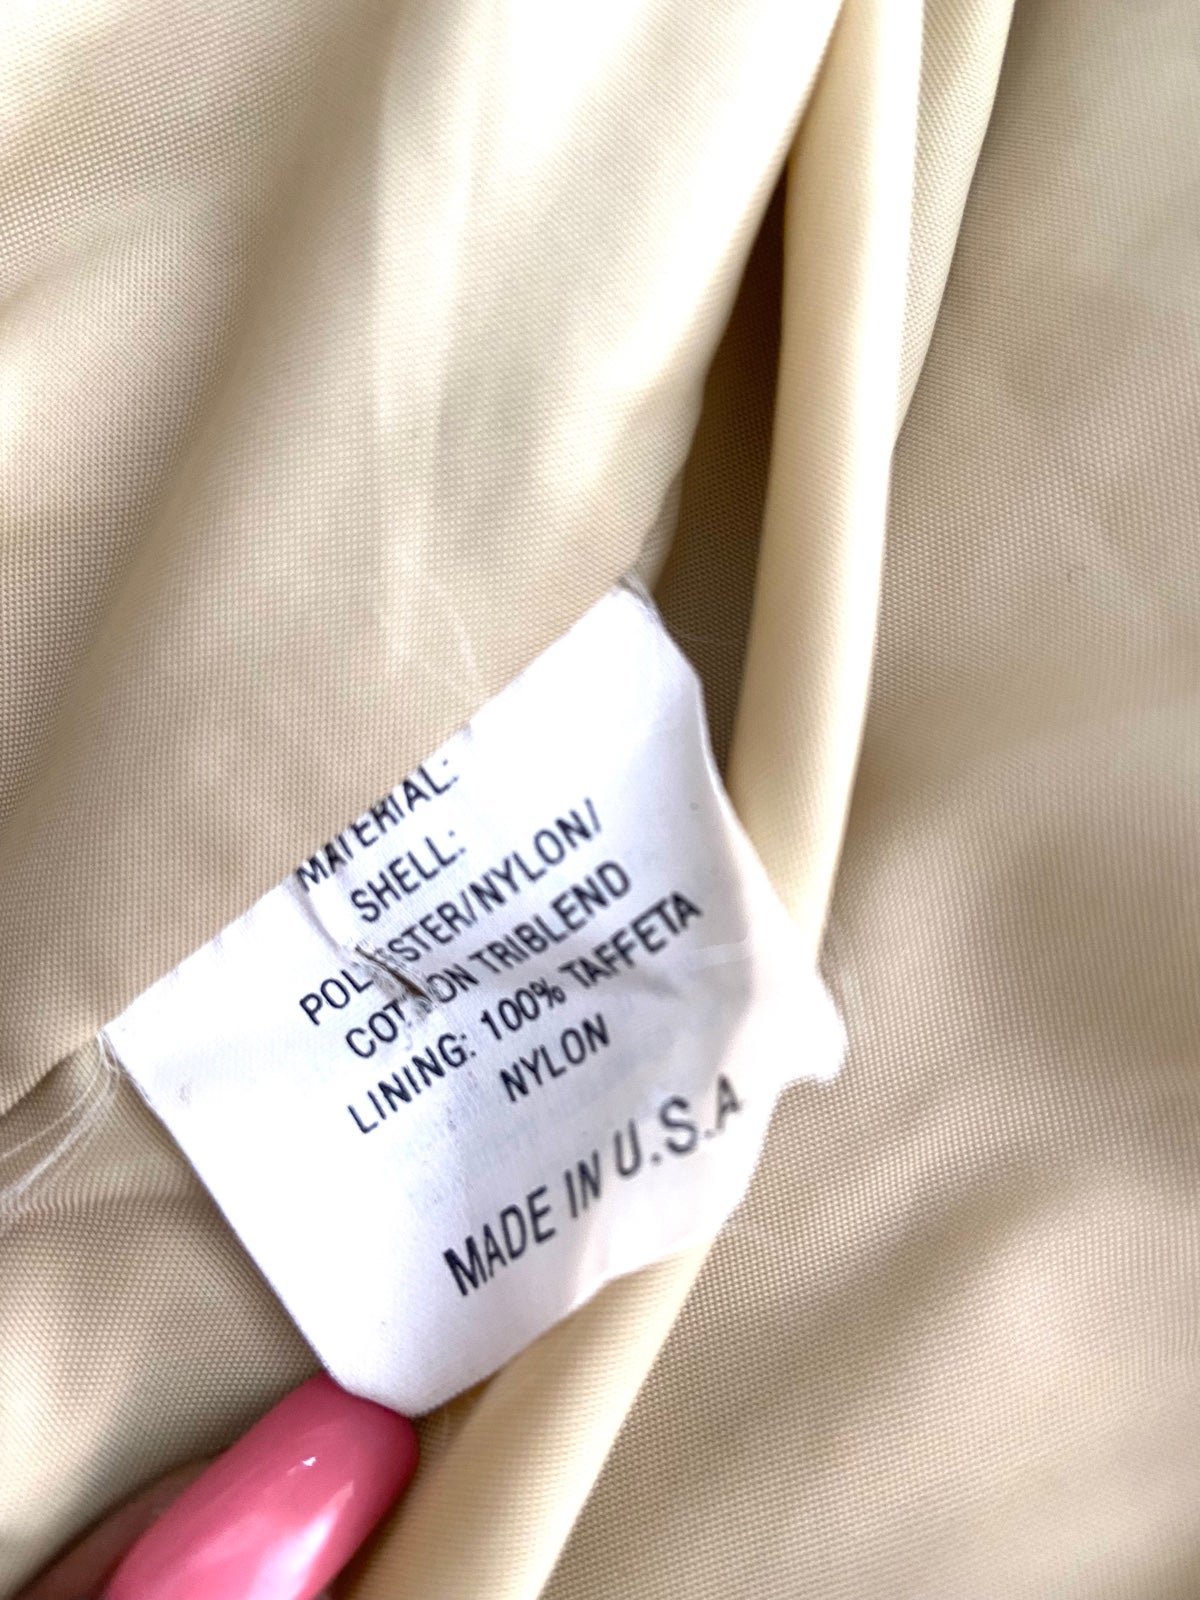 MATERIAL:
SHELL:
POLYESTER/NYLON/
COTTON TRIBLEND
LINING: 100% TAFFETA
NYLON
MADE IN U.S.A